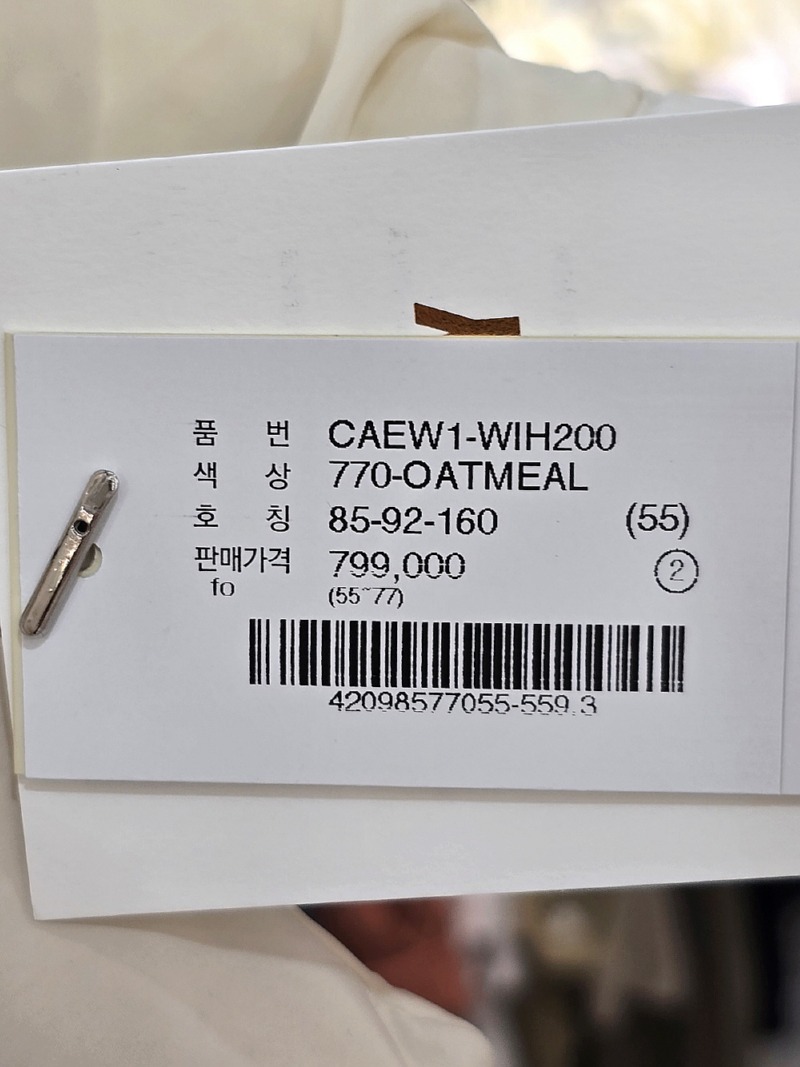 품 번 CAEW1-WIH200
색 상 770-OATMEAL
호 칭 85-92-160 (55)
판매가격 799,000 ②
fo (55~77)
42098577055-559.3